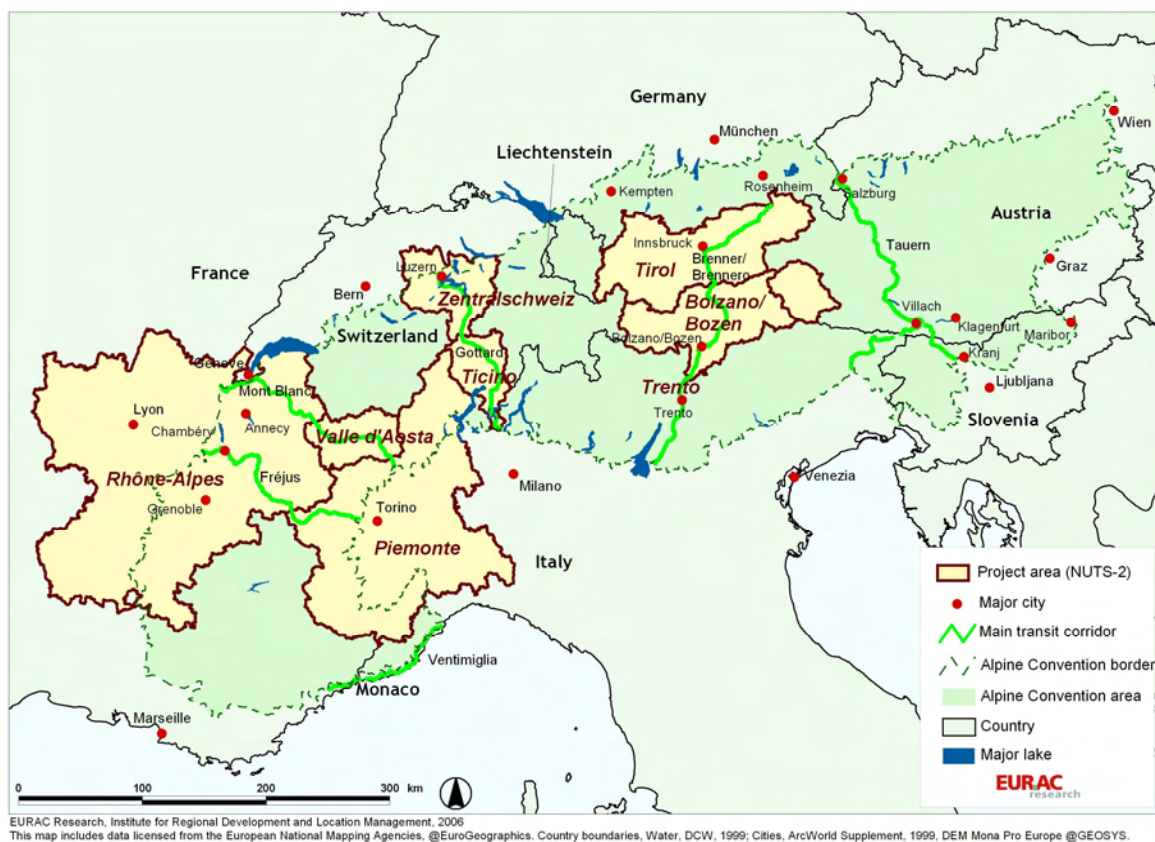 Germany
München
Wien
Liechtenstein
Kempten
Rosenheim
Salzburg
Austria
Innsbruck
Tauern
France
Luzern
Tirol
Brenner/
Brennero
Graz
Bern
Zentralschweiz
Bolzano/
Bozen
Villach
Klagenfurt
Maribor
Switzerland
Bolzano/Bozen
Gottard
Kranj
Genève
Ticino
Mont Blanc
Trento
Ljubljana
Lyon
Annecy
Trento
Slovenia
Chambéry
Valle d'Aosta
Rhône-Alpes
Fréjus
Milano
Venezia
Grenoble
Torino
Piemonte
Italy
Ventimiglia
Monaco
Marseille
Project area (NUTS-2)
Major city
Main transit corridor
Alpine Convention border
Alpine Convention area
Country
Major lake
EURAC
research
0 100 200 300 km
EURAC Research, Institute for Regional Development and Location Management, 2006
This map includes data licensed from the European National Mapping Agencies, @EuroGeographics. Country boundaries, Water, DCW, 1999; Cities, ArcWorld Supplement, 1999, DEM Mona Pro Europe @GEOSYS.